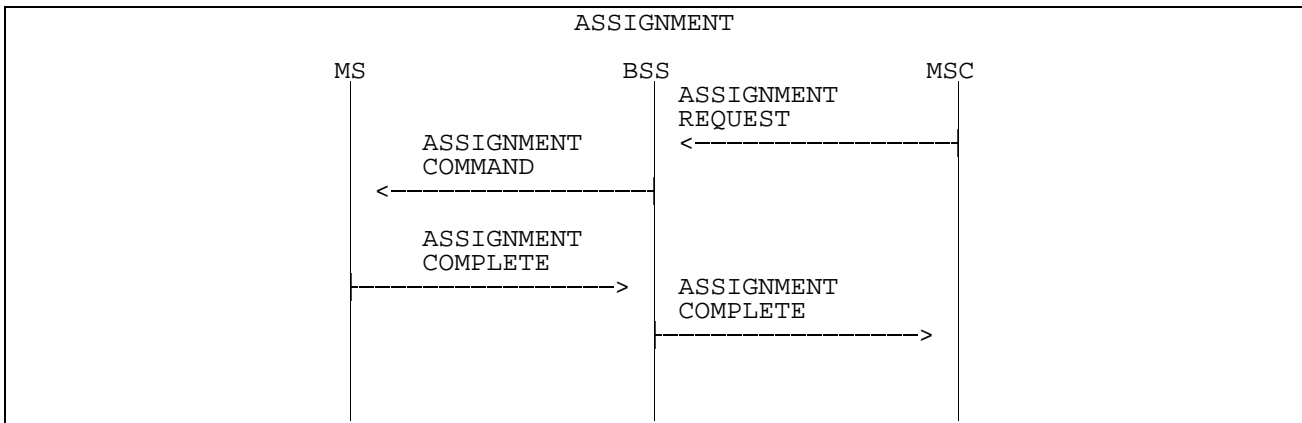 ASSIGNMENT
MS BSS MSC
ASSIGNMENT
REQUEST
ASSIGNMENT
COMMAND
ASSIGNMENT
COMPLETE
ASSIGNMENT
COMPLETE